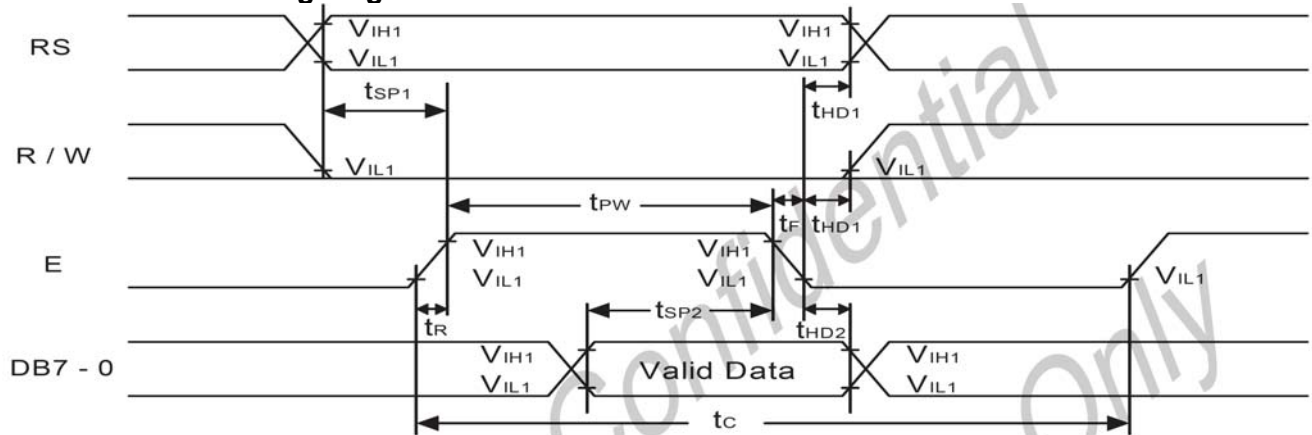 RS
VIH1
VIH1
VIL1
VIL1
tSP1
tHD1
R / W
VIL1
VIL1
tPW
tF
tHD1
E
VIH1
VIH1
VIL1
VIL1
VIL1
tR
tSP2
tHD2
DB7 - 0
VIH1
Valid Data
VIH1
VIL1
VIL1
tC
Confidential
Only